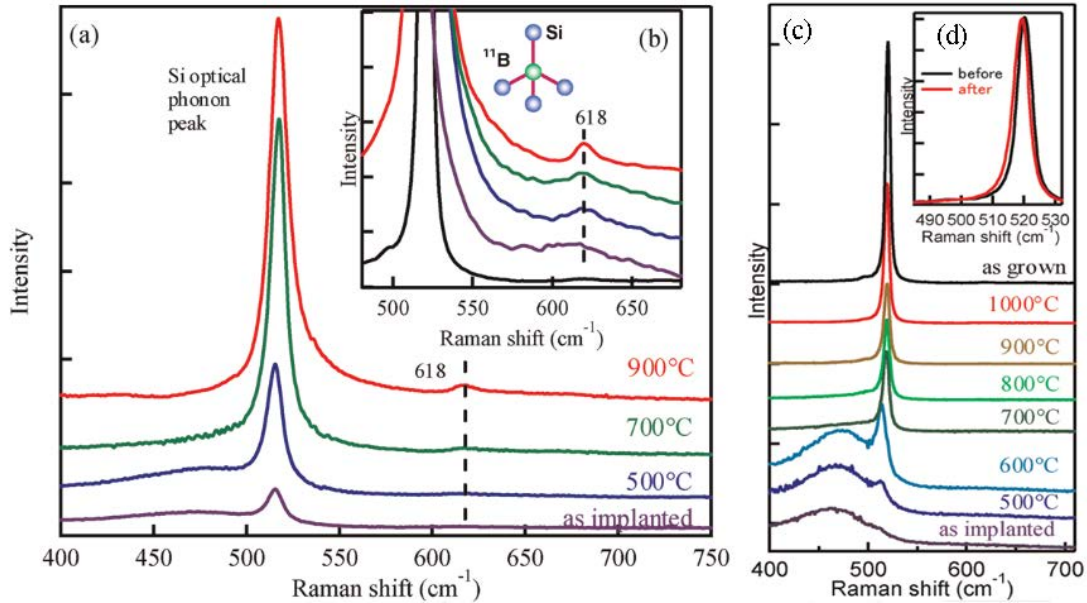 (a)
Si optical
phonon
peak
Intensity
618
900°C
700°C
500°C
as implanted
400 450 500 550 600 650 700 750
Raman shift (cm-1)
(b)
Si
11B
618
Intensity
500 550 600 650
Raman shift (cm-1)
(c)
Intensity
as grown
1000°C
900°C
800°C
700°C
600°C
500°C
as implanted
400 500 600 700
Raman shift (cm-1)
(d)
before
after
Intensity
490 500 510 520 530
Raman shift (cm-1)